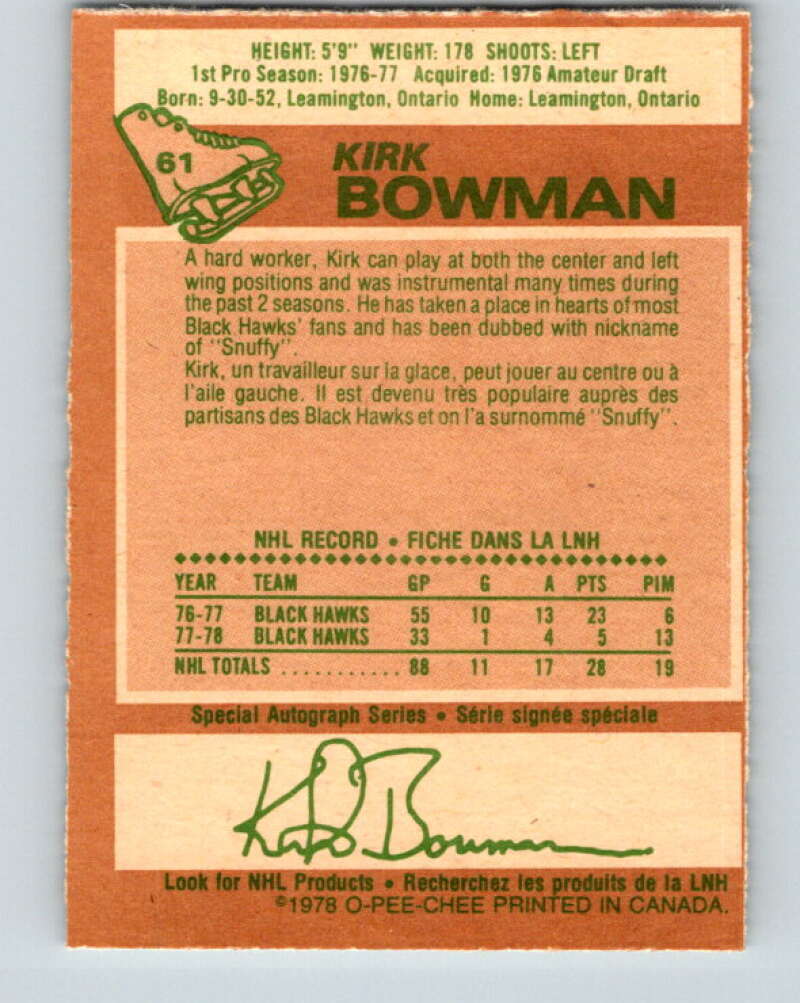 HEIGHT: 5'9" WEIGHT: 178 SHOOTS: LEFT
1st Pro Season: 1976-77 Acquired: 1976 Amateur Draft
Born: 9-30-52, Leamington, Ontario Home: Leamington, Ontario
61
KIRK
BOWMAN
A hard worker, Kirk can play at both the center and left
wing positions and was instrumental many times during
the past 2 seasons. He has taken a place in hearts of most
Black Hawks' fans and has been dubbed with nickname
of "Snuffy".
Kirk, un travailleur sur la glace, peut jouer au centre ou à
l'aile gauche. Il est devenu très populaire auprès des
partisans des Black Hawks et on l'a surnommé "Snuffy".
NHL RECORD • FICHE DANS LA LNH
YEAR TEAM GP G A PTS PIM
76-77 BLACK HAWKS 55 10 13 23 6
77-78 BLACK HAWKS 33 1 4 5 13
NHL TOTALS ........... 88 11 17 28 19
Special Autograph Series • Série signée spéciale
Kirk Bowman
Look for NHL Products • Recherchez les produits de la LNH
©1978 O-PEE-CHEE PRINTED IN CANADA.